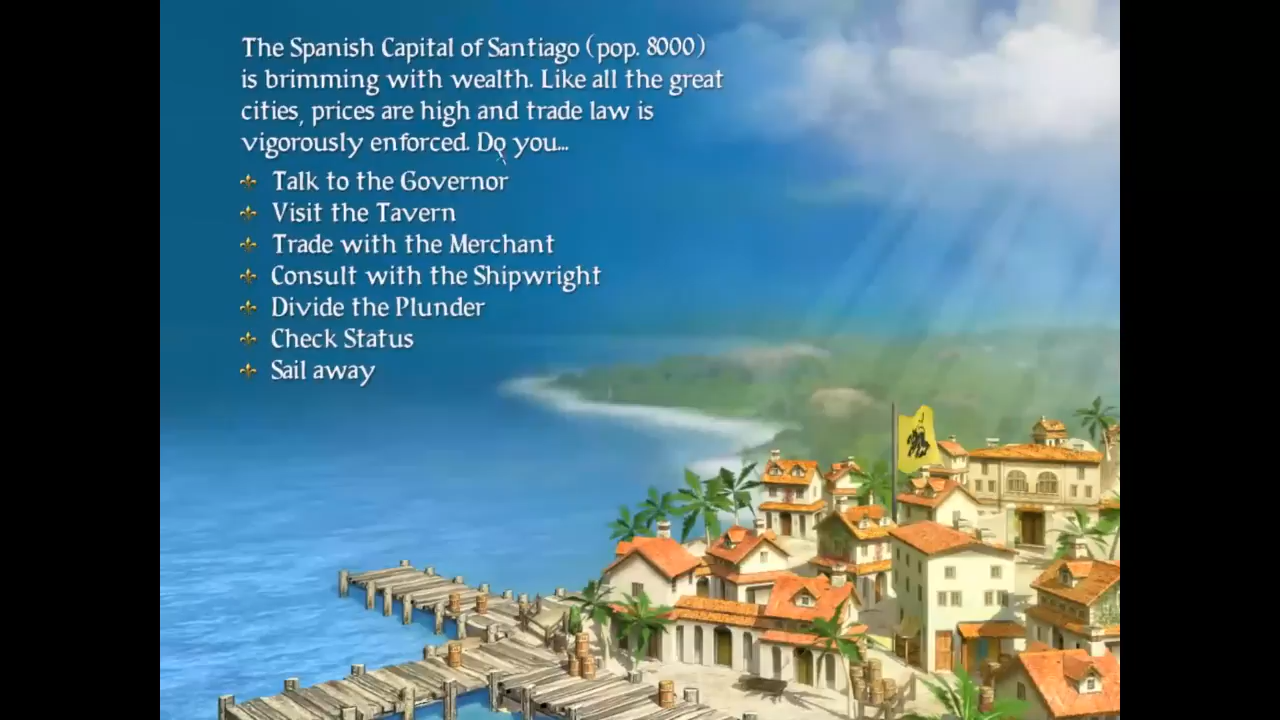 The Spanish Capital of Santiago (pop. 8000)
is brimming with wealth. Like all the great
cities, prices are high and trade law is
vigorously enforced. Do you...
Talk to the Governor
Visit the Tavern
Trade with the Merchant
Consult with the Shipwright
Divide the Plunder
Check Status
Sail away